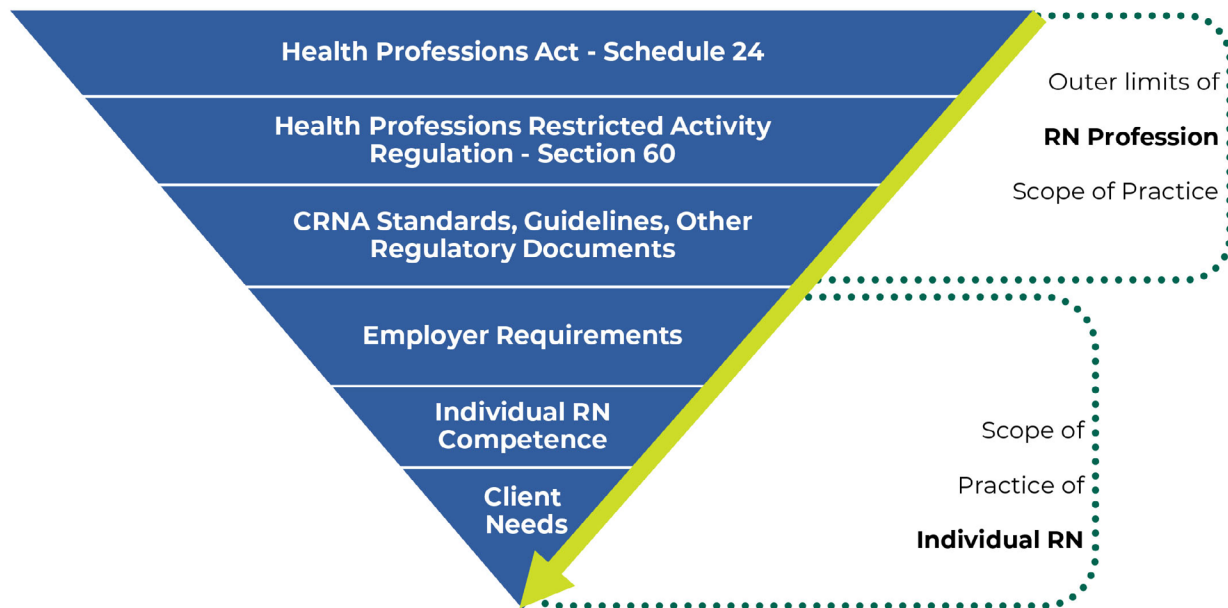 Health Professions Act - Schedule 24
Health Professions Restricted Activity
Regulation - Section 60
CRNA Standards, Guidelines, Other
Regulatory Documents
Employer Requirements
Individual RN
Competence
Client
Needs
Outer limits of
RN Profession
Scope of Practice
Scope of
Practice of
Individual RN